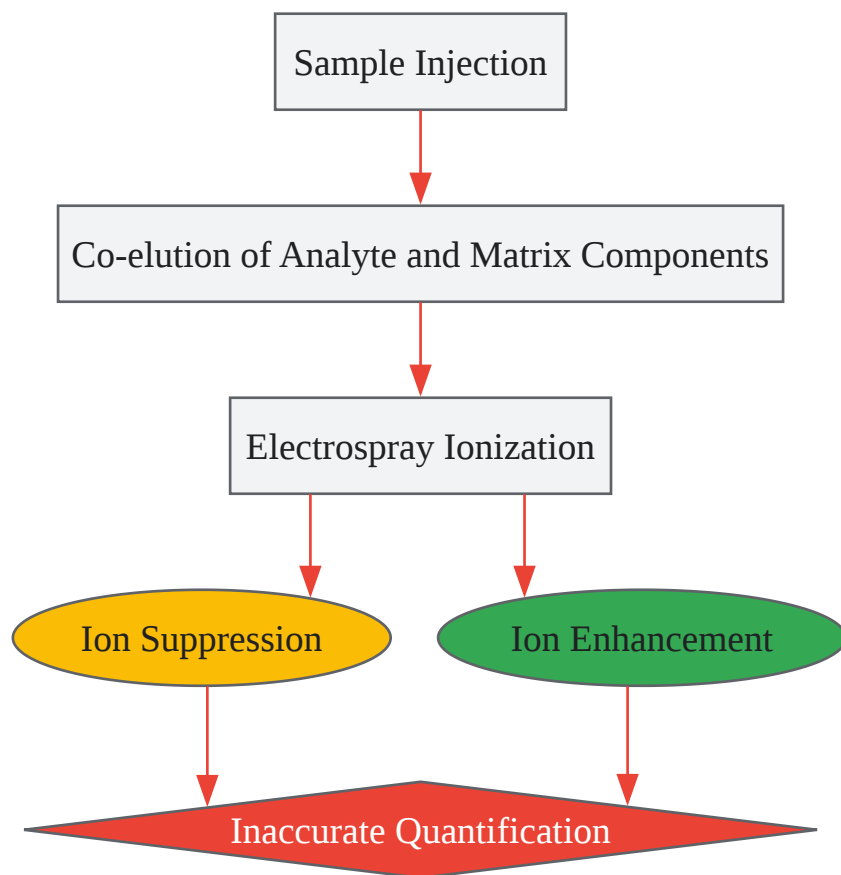 Sample Injection
Co-elution of Analyte and Matrix Components
Electrospray Ionization
Ion Suppression
Ion Enhancement
Inaccurate Quantification